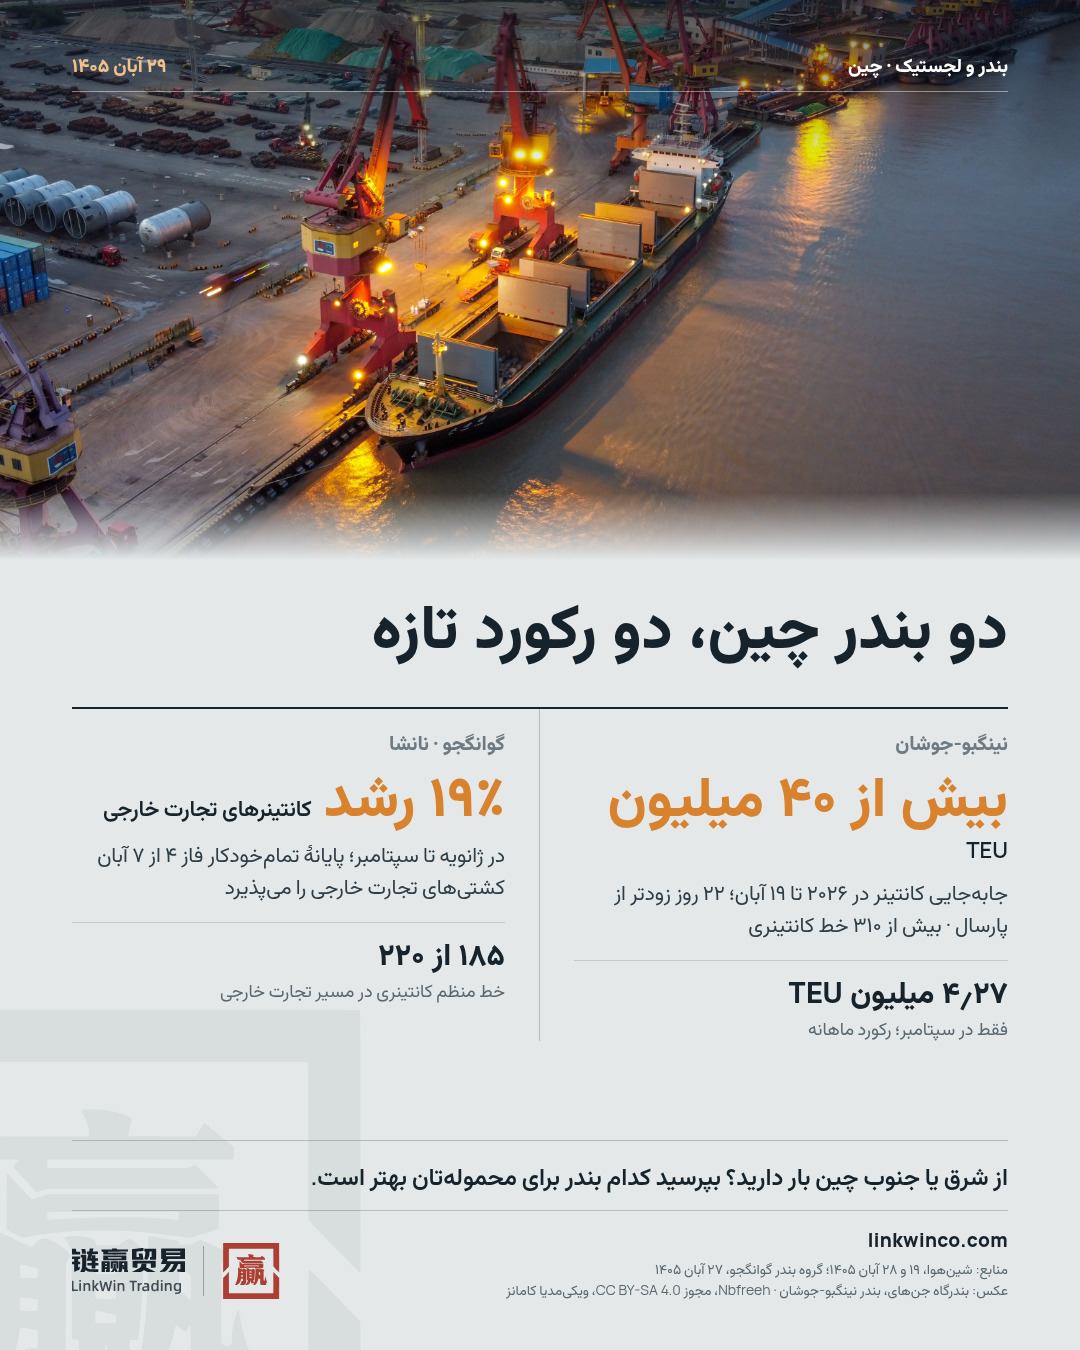 بندر و لجستیک · چین
۲۹ آبان ۱۴۰۵
دو بندر چین، دو رکورد تازه
نینگبو-جوشان
بیش از ۴۰ میلیون
TEU
جابه‌جایی کانتینر در ۲۰۲۶ تا ۱۹ آبان؛ ۲۲ روز زودتر از
پارسال · بیش از ۳۱۰ خط کانتینری
۴٫۲۷ میلیون TEU
فقط در سپتامبر؛ رکورد ماهانه
گوانگجو · نانشا
۱۹٪ رشد کانتینرهای تجارت خارجی
در ژانویه تا سپتامبر؛ پایانهٔ تمام‌خودکار فاز ۴ از ۷ آبان
کشتی‌های تجارت خارجی را می‌پذیرد
۱۸۵ از ۲۲۰
خط منظم کانتینری در مسیر تجارت خارجی
از شرق یا جنوب چین بار دارید؟ بپرسید کدام بندر برای محموله‌تان بهتر است.
linkwinco.com
منابع: شین‌هوا، ۱۹ و ۲۸ آبان ۱۴۰۵؛ گروه بندر گوانگجو، ۲۷ آبان ۱۴۰۵
عکس: بندرگاه جن‌های، بندر نینگبو-جوشان · Nbfreeh، مجوز CC BY-SA 4.0، ویکی‌مدیا کامانز
赢
链赢贸易
LinkWin Trading